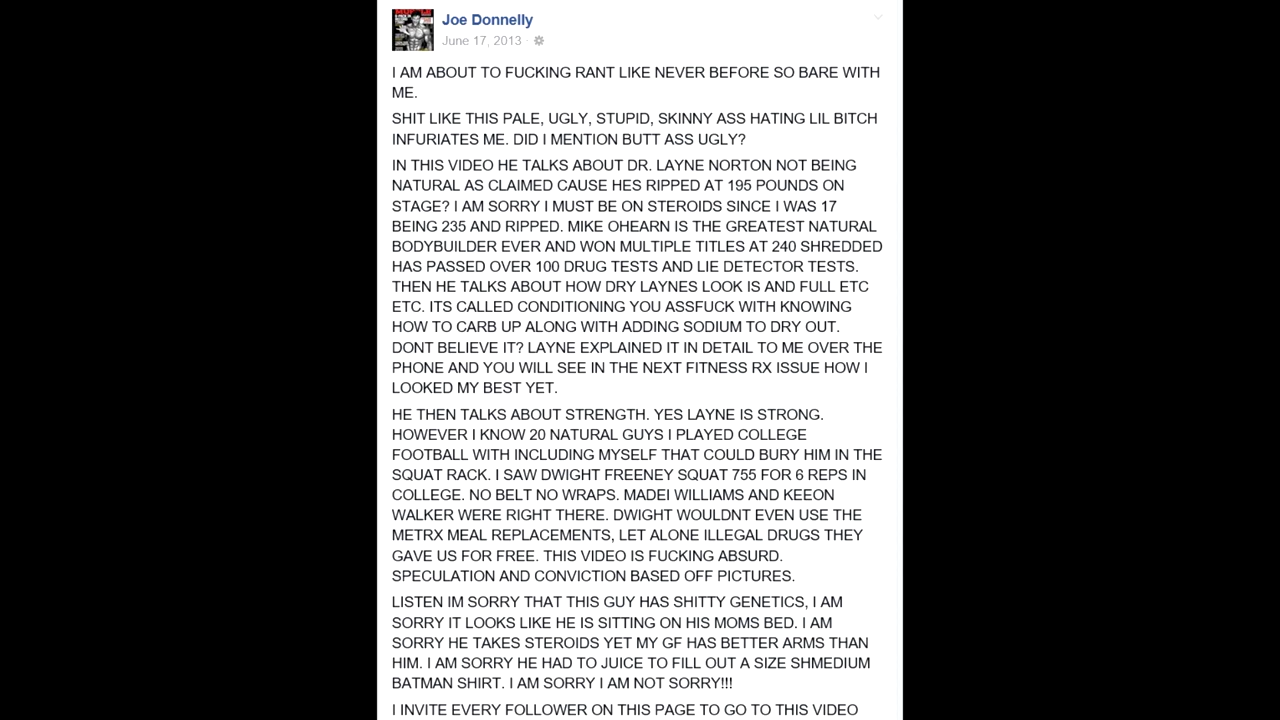 Joe Donnelly
June 17, 2013 ·
I AM ABOUT TO FUCKING RANT LIKE NEVER BEFORE SO BARE WITH
ME.
SHIT LIKE THIS PALE, UGLY, STUPID, SKINNY ASS HATING LIL BITCH
INFURIATES ME. DID I MENTION BUTT ASS UGLY?
IN THIS VIDEO HE TALKS ABOUT DR. LAYNE NORTON NOT BEING
NATURAL AS CLAIMED CAUSE HES RIPPED AT 195 POUNDS ON
STAGE? I AM SORRY I MUST BE ON STEROIDS SINCE I WAS 17
BEING 235 AND RIPPED. MIKE OHEARN IS THE GREATEST NATURAL
BODYBUILDER EVER AND WON MULTIPLE TITLES AT 240 SHREDDED
HAS PASSED OVER 100 DRUG TESTS AND LIE DETECTOR TESTS.
THEN HE TALKS ABOUT HOW DRY LAYNES LOOK IS AND FULL ETC
ETC. ITS CALLED CONDITIONING YOU ASSFUCK WITH KNOWING
HOW TO CARB UP ALONG WITH ADDING SODIUM TO DRY OUT.
DONT BELIEVE IT? LAYNE EXPLAINED IT IN DETAIL TO ME OVER THE
PHONE AND YOU WILL SEE IN THE NEXT FITNESS RX ISSUE HOW I
LOOKED MY BEST YET.
HE THEN TALKS ABOUT STRENGTH. YES LAYNE IS STRONG.
HOWEVER I KNOW 20 NATURAL GUYS I PLAYED COLLEGE
FOOTBALL WITH INCLUDING MYSELF THAT COULD BURY HIM IN THE
SQUAT RACK. I SAW DWIGHT FREENEY SQUAT 755 FOR 6 REPS IN
COLLEGE. NO BELT NO WRAPS. MADEI WILLIAMS AND KEEON
WALKER WERE RIGHT THERE. DWIGHT WOULDNT EVEN USE THE
METRX MEAL REPLACEMENTS, LET ALONE ILLEGAL DRUGS THEY
GAVE US FOR FREE. THIS VIDEO IS FUCKING ABSURD.
SPECULATION AND CONVICTION BASED OFF PICTURES.
LISTEN IM SORRY THAT THIS GUY HAS SHITTY GENETICS, I AM
SORRY IT LOOKS LIKE HE IS SITTING ON HIS MOMS BED. I AM
SORRY HE TAKES STEROIDS YET MY GF HAS BETTER ARMS THAN
HIM. I AM SORRY HE HAD TO JUICE TO FILL OUT A SIZE SHMEDIUM
BATMAN SHIRT. I AM SORRY I AM NOT SORRY!!!
I INVITE EVERY FOLLOWER ON THIS PAGE TO GO TO THIS VIDEO